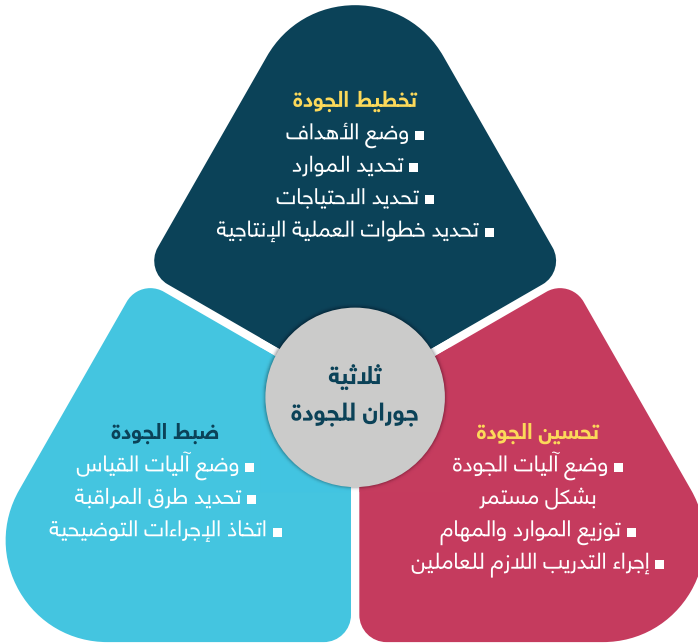 تخطيط الجودة
▪ وضع الأهداف
▪ تحديد الموارد
▪ تحديد الاحتياجات
▪ تحديد خطوات العملية الإنتاجية
ثلاثية
جوران للجودة
تحسين الجودة
▪ وضع آليات الجودة
بشكل مستمر
▪ توزيع الموارد والمهام
▪ إجراء التدريب اللازم للعاملين
ضبط الجودة
▪ وضع آليات القياس
▪ تحديد طرق المراقبة
▪ اتخاذ الإجراءات التوضيحية